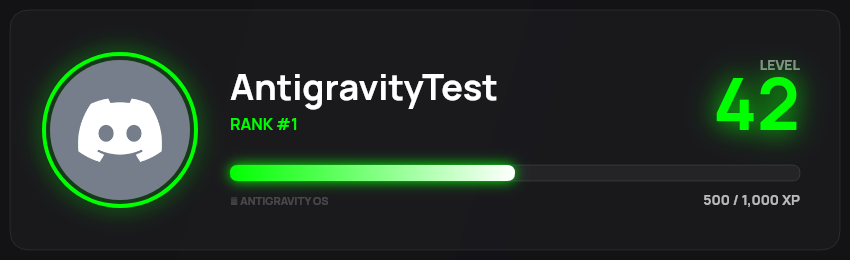 AntigravityTest
RANK #1
LEVEL
42
ANTIGRAVITY OS
500 / 1,000 XP